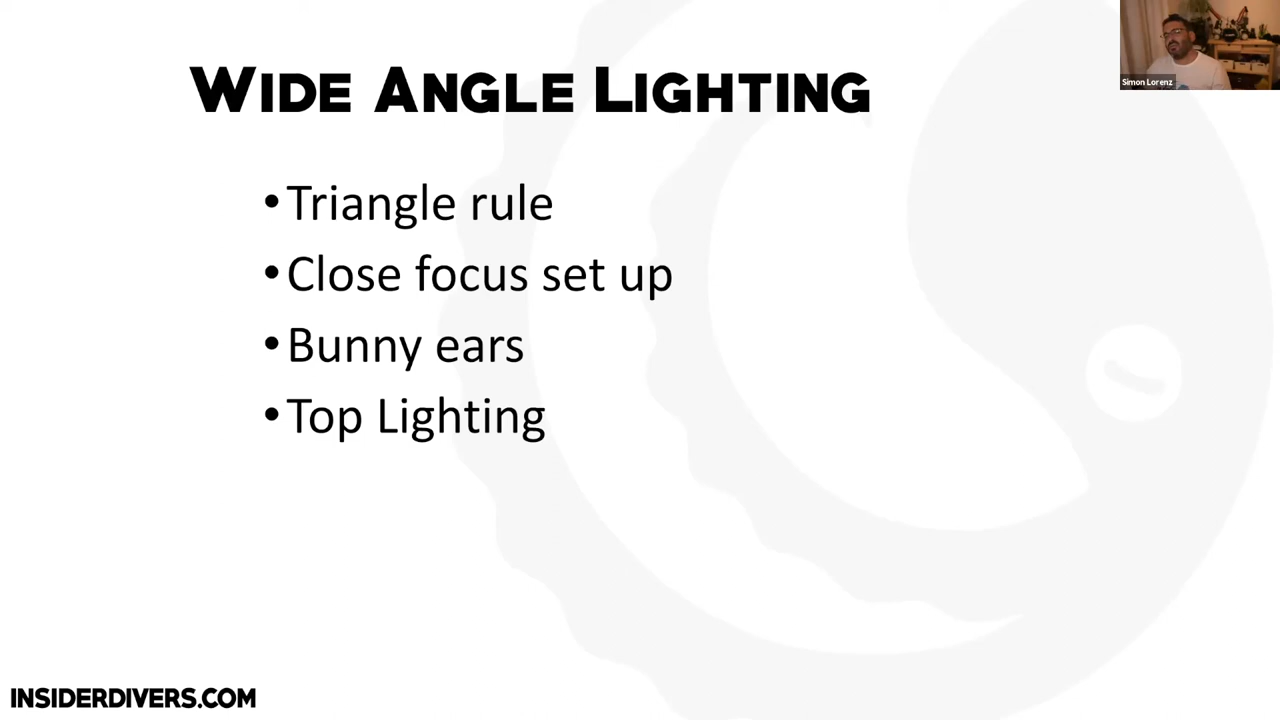 WIDE ANGLE LIGHTING
Simon Lorenz
•Triangle rule
•Close focus set up
•Bunny ears
•Top Lighting
INSIDERDIVERS.COM